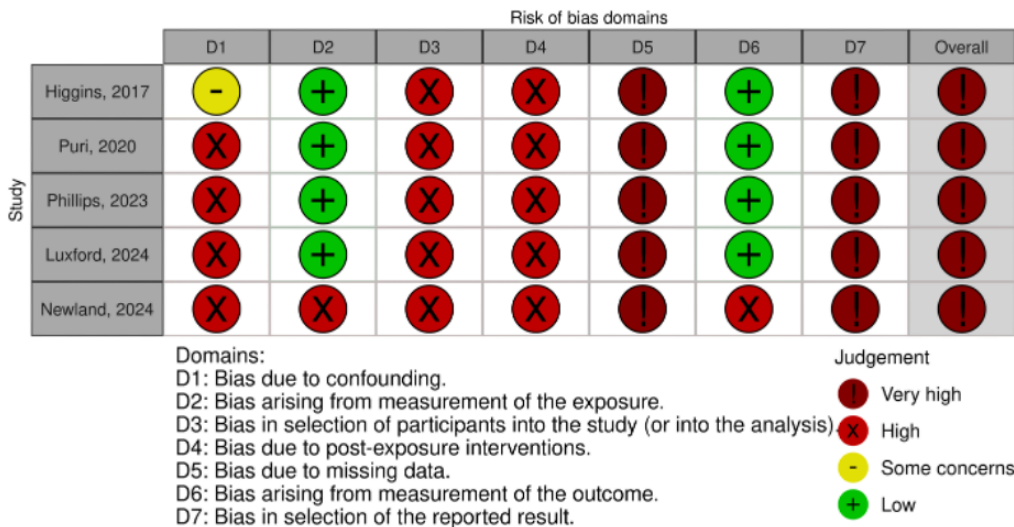 Risk of bias domains
D1 D2 D3 D4 D5 D6 D7 Overall
Study
Higgins, 2017 - + X X ! + ! !
Puri, 2020 X + X X ! + ! !
Phillips, 2023 X + X X ! + ! !
Luxford, 2024 X + X X ! + ! !
Newland, 2024 X X X X ! X ! !
Domains:
D1: Bias due to confounding.
D2: Bias arising from measurement of the exposure.
D3: Bias in selection of participants into the study (or into the analysis).
D4: Bias due to post-exposure interventions.
D5: Bias due to missing data.
D6: Bias arising from measurement of the outcome.
D7: Bias in selection of the reported result.
Judgement
! Very high
X High
- Some concerns
+ Low